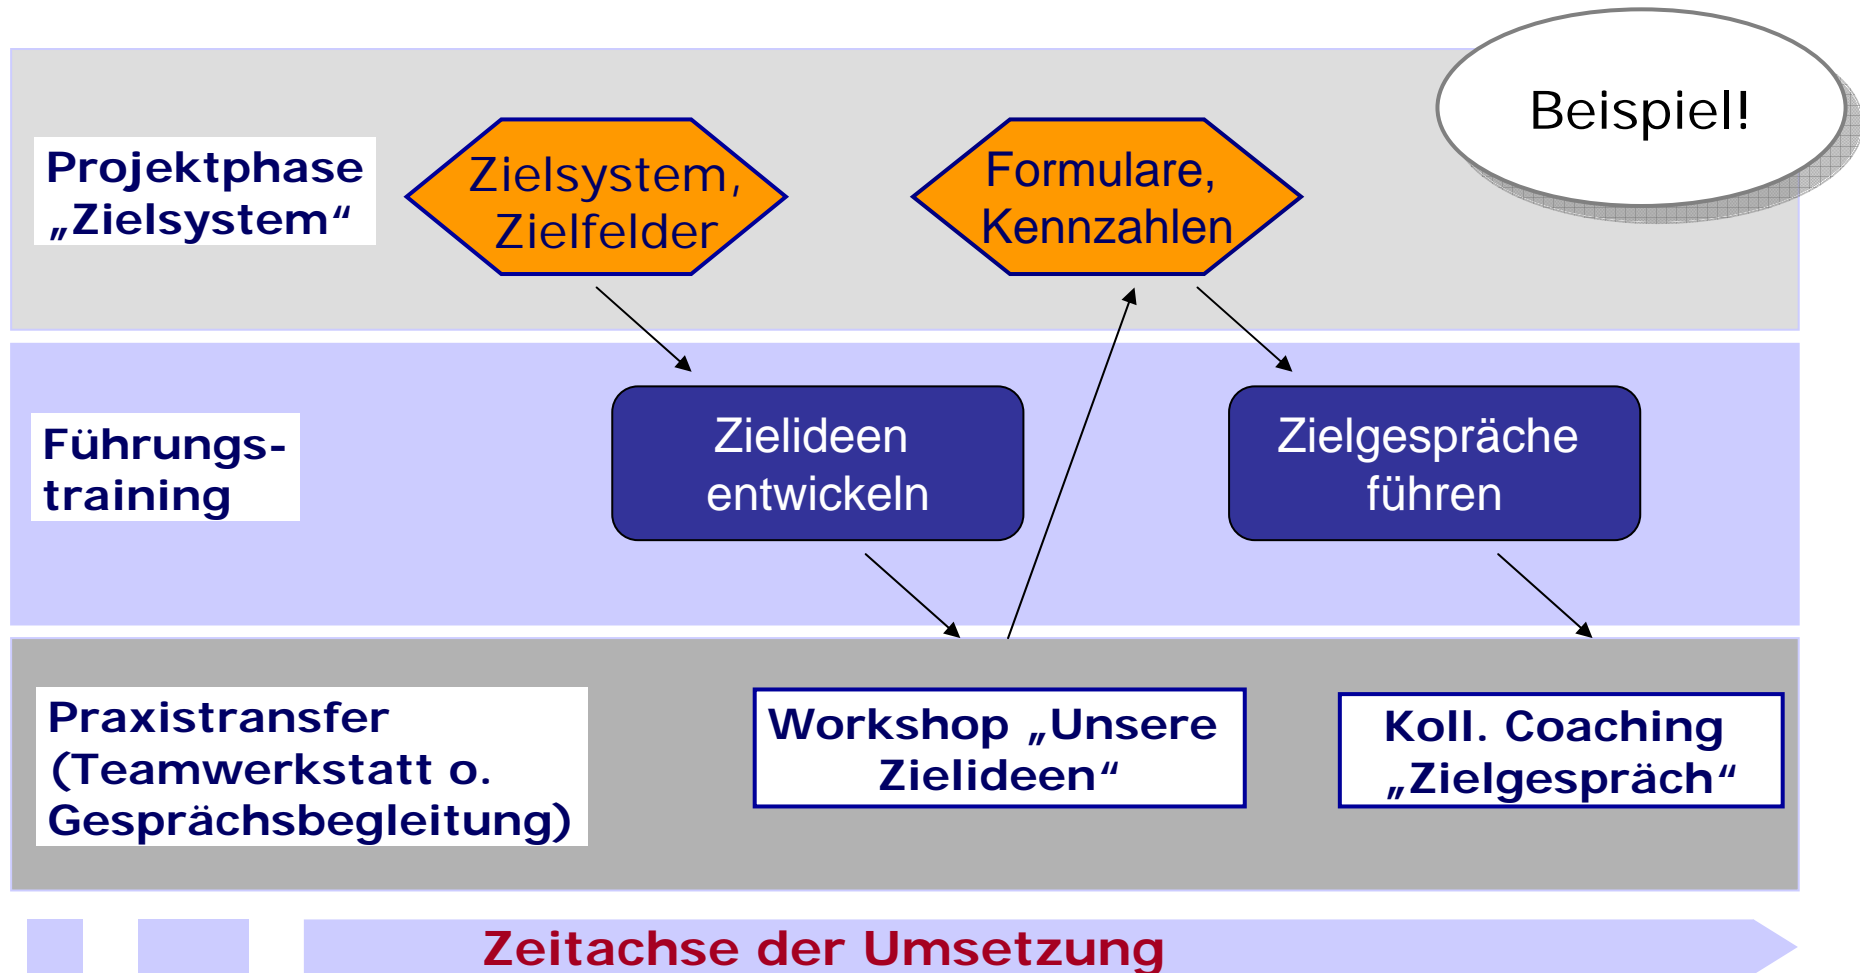 Beispiel!
Projektphase
„Zielsystem“
Zielsystem,
Zielfelder
Formulare,
Kennzahlen
Führungs-
training
Zielideen
entwickeln
Zielgespräche
führen
Praxistransfer
(Teamwerkstatt o.
Gesprächsbegleitung)
Workshop „Unsere
Zielideen“
Koll. Coaching
„Zielgespräch“
Zeitachse der Umsetzung